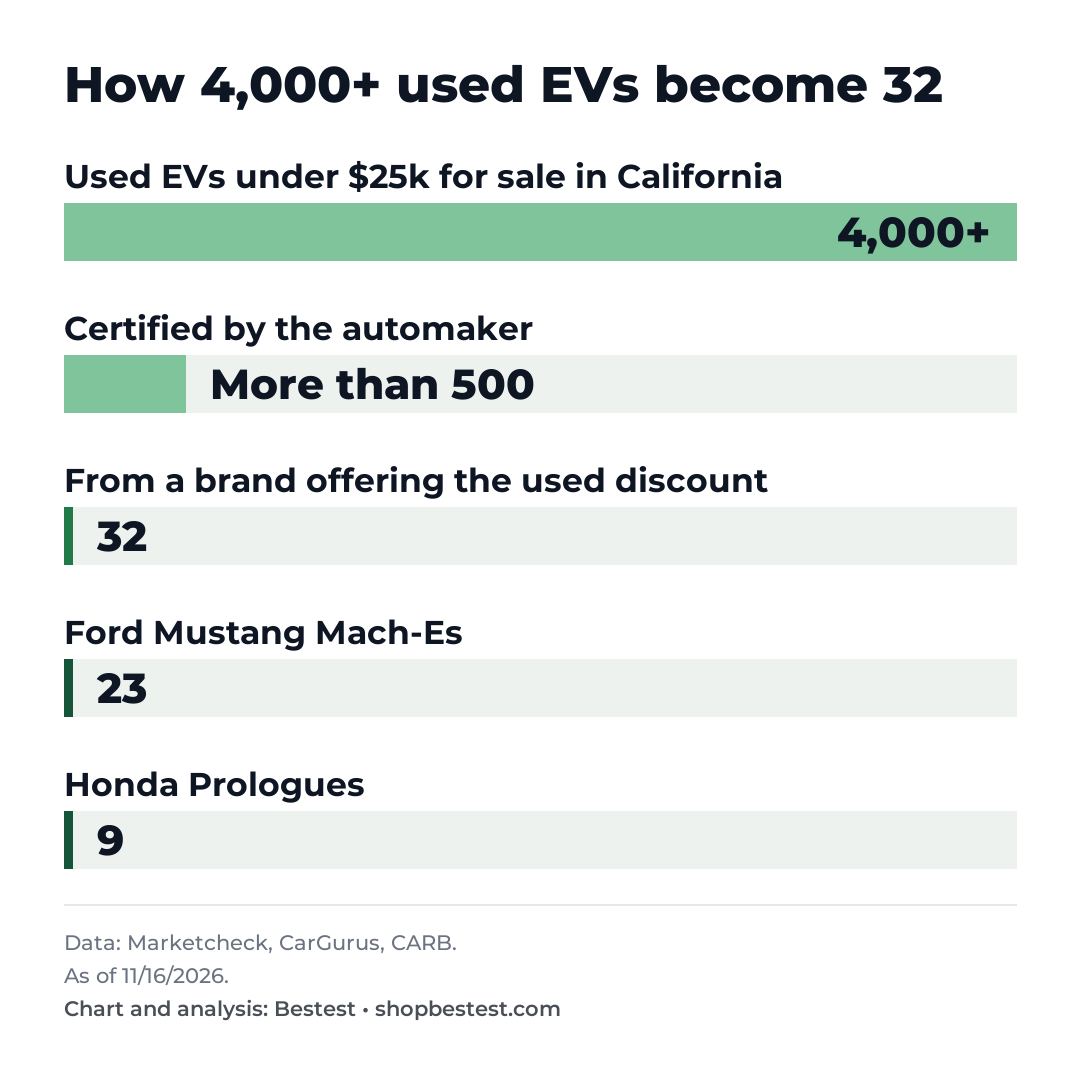 How 4,000+ used EVs become 32
Used EVs under $25k for sale in California
4,000+
Certified by the automaker
More than 500
From a brand offering the used discount
32
Ford Mustang Mach-Es
23
Honda Prologues
9
Data: Marketcheck, CarGurus, CARB.
As of 11/16/2026.
Chart and analysis: Bestest • shopbestest.com